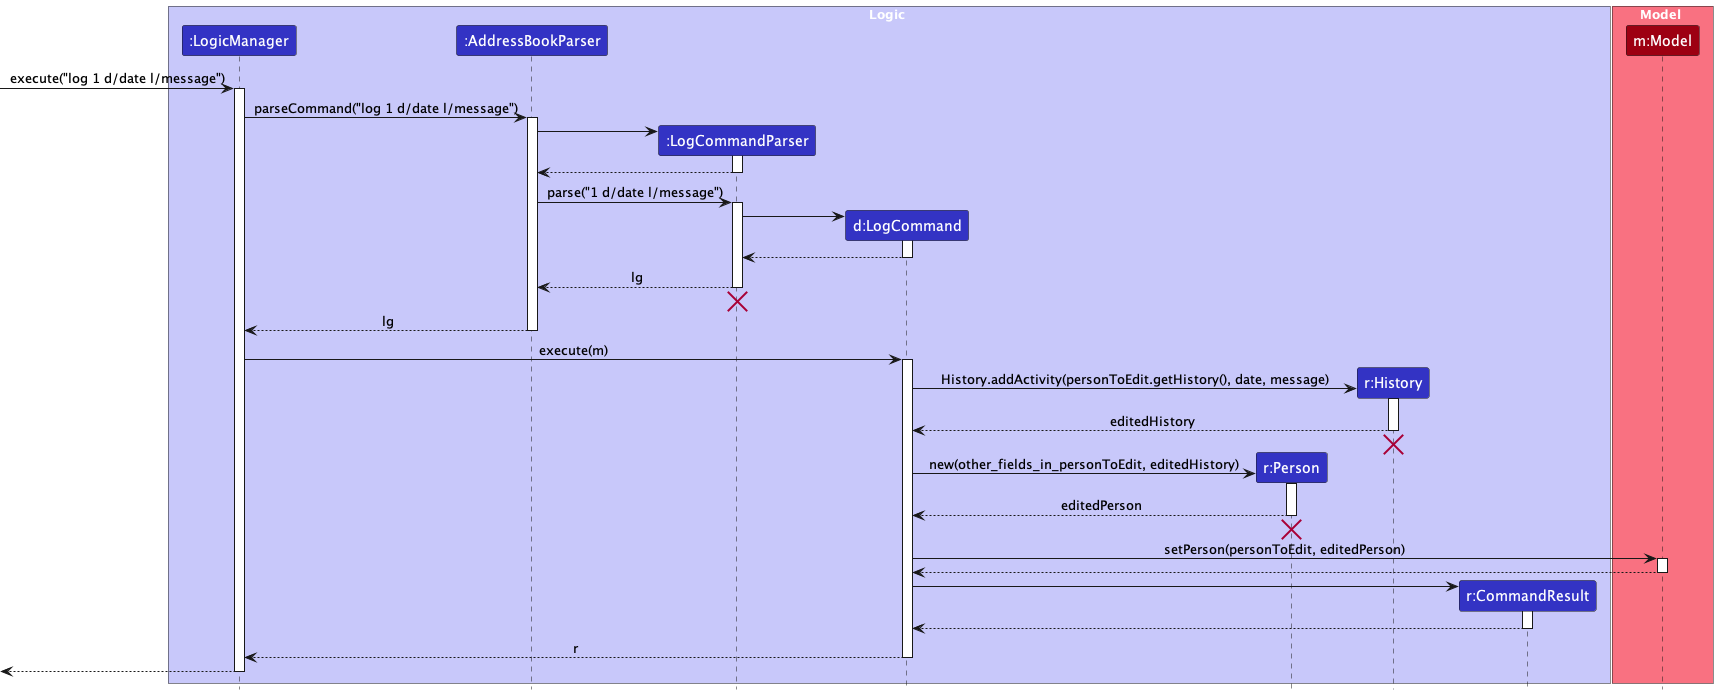 Logic
Model
:LogicManager
:AddressBookParser
m:Model
execute("log 1 d/date l/message")
parseCommand("log 1 d/date l/message")
:LogCommandParser
parse("1 d/date l/message")
d:LogCommand
lg
lg
execute(m)
History.addActivity(personToEdit.getHistory(), date, message)
r:History
editedHistory
new(other_fields_in_personToEdit, editedHistory)
r:Person
editedPerson
setPerson(personToEdit, editedPerson)
r:CommandResult
r